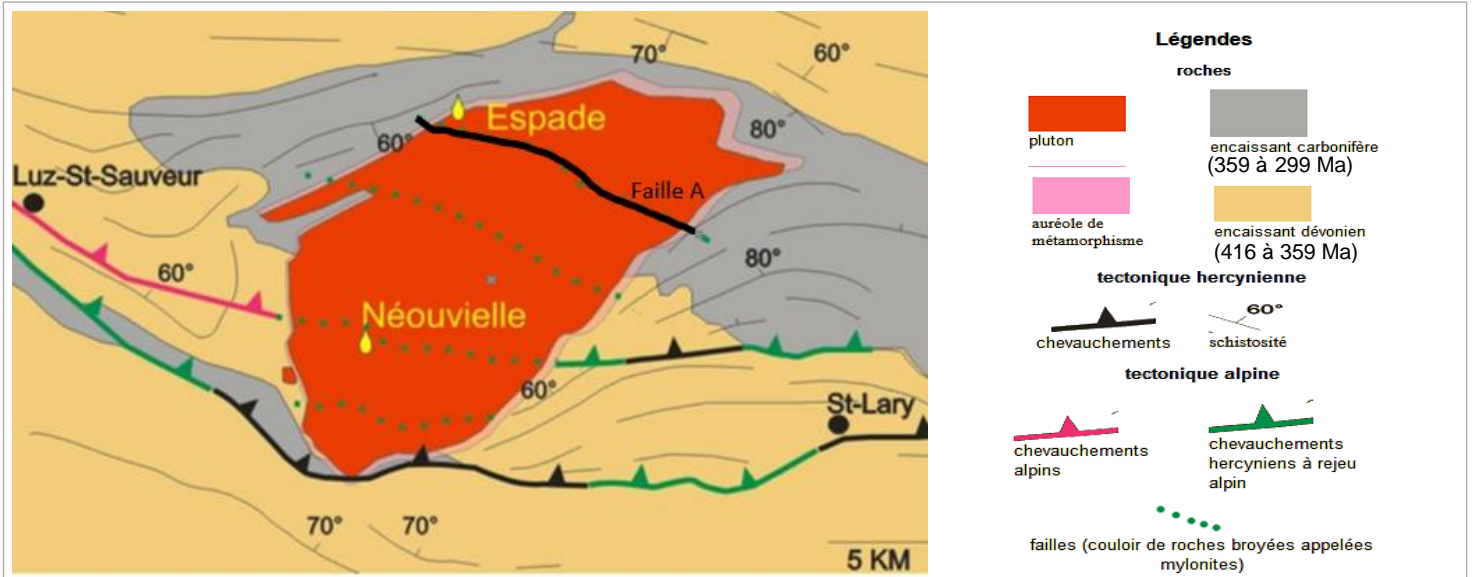 70°
60°
Espade
60°
80°
Luz-St-Sauveur
Faille A
60°
80°
Néouvielle
60°
St-Lary
70°
70°
5 KM
Légendes
roches
pluton
encaissant carbonifère
(359 à 299 Ma)
auréole de
métamorphisme
encaissant dévonien
(416 à 359 Ma)
tectonique hercynienne
60°
chevauchements
schistosité
tectonique alpine
chevauchements
alpins
chevauchements
hercyniens à rejeu
alpin
failles (couloir de roches broyées appelées
mylonites)